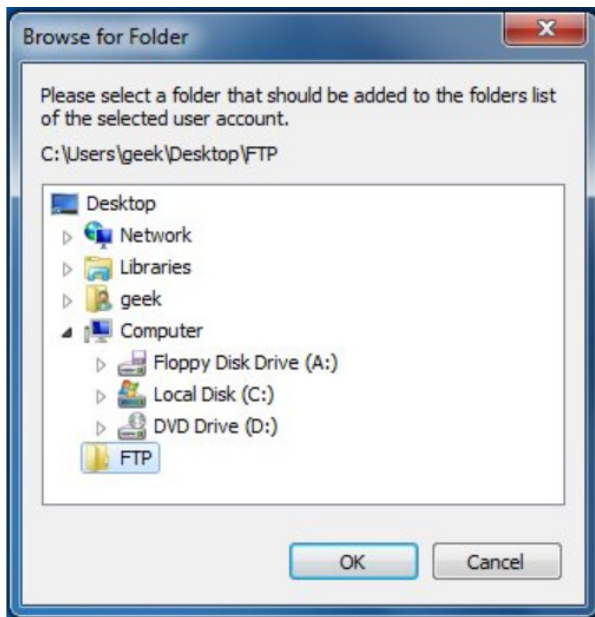 Browse for Folder
Please select a folder that should be added to the folders list
of the selected user account.
C:\Users\geek\Desktop\FTP
Desktop
Network
Libraries
geek
Computer
Floppy Disk Drive (A:)
Local Disk (C:)
DVD Drive (D:)
FTP
OK
Cancel